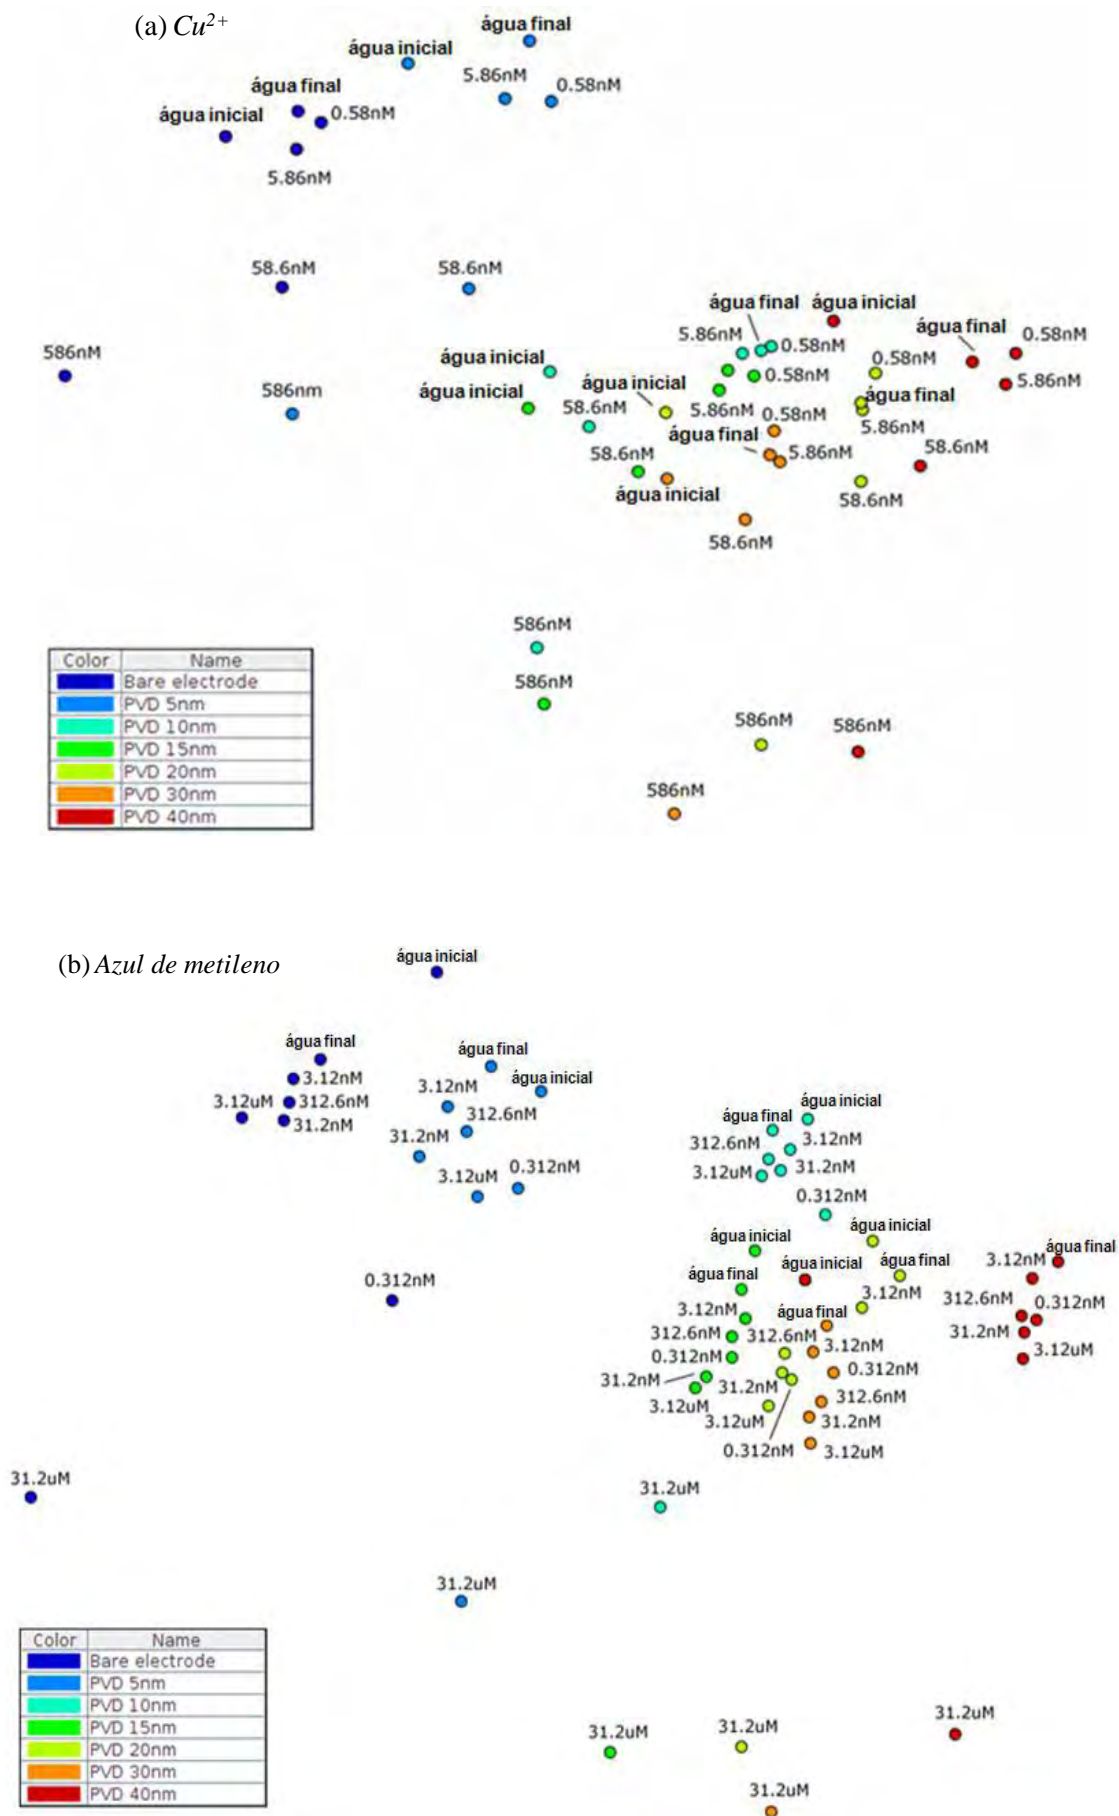 (a) Cu²⁺
água final
água inicial
5.86nM
0.58nM
água final
água inicial
0.58nM
5.86nM
58.6nM
58.6nM
586nM
586nm
água final
água inicial
5.86nM
0.58nM
água final
0.58nM
água inicial
0.58nM
5.86nM
água inicial
água inicial
0.58nM
água final
58.6nM
5.86nM
0.58nM
5.86nM
água final
58.6nM
5.86nM
58.6nM
água inicial
58.6nM
58.6nM
586nM
586nM
586nM
586nM
586nM
Color Name
Bare electrode
PVD 5nm
PVD 10nm
PVD 15nm
PVD 20nm
PVD 30nm
PVD 40nm
(b) Azul de metileno
água inicial
água final
água final
3.12nM
água inicial
3.12nM
3.12uM
312.6nM
312.6nM
31.2nM
31.2nM
3.12uM
0.312nM
água inicial
água final
312.6nM
3.12nM
3.12uM
31.2nM
0.312nM
água inicial
água inicial
água final
3.12nM
água final
água inicial
água final
3.12nM
0.312nM
3.12nM
água final
312.6nM
0.312nM
312.6nM
312.6nM
3.12nM
31.2nM
0.312nM
3.12uM
31.2nM
0.312nM
31.2nM
312.6nM
3.12uM
3.12uM
31.2nM
0.312nM
3.12uM
31.2uM
31.2uM
31.2uM
31.2uM
31.2uM
31.2uM
31.2uM
Color Name
Bare electrode
PVD 5nm
PVD 10nm
PVD 15nm
PVD 20nm
PVD 30nm
PVD 40nm